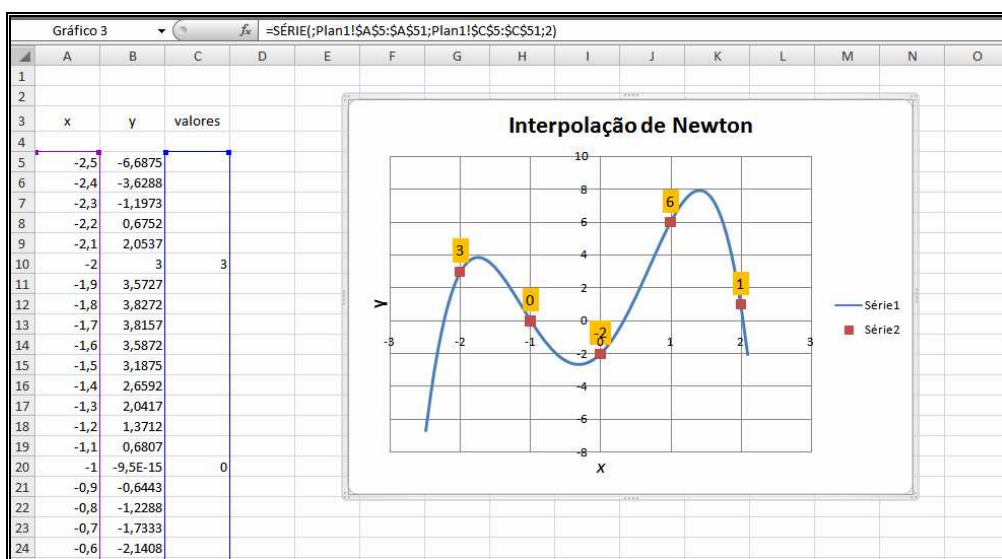 Gráfico 3 fx =SÉRIE(;Plan1!$A$5:$A$51;Plan1!$C$5:$C$51;2)
A B C D E F G H I J K L M N O
1
2
3 x y valores
4
5 -2,5 -6,6875
6 -2,4 -3,6288
7 -2,3 -1,1973
8 -2,2 0,6752
9 -2,1 2,0537
10 -2 3 3
11 -1,9 3,5727
12 -1,8 3,8272
13 -1,7 3,8157
14 -1,6 3,5872
15 -1,5 3,1875
16 -1,4 2,6592
17 -1,3 2,0417
18 -1,2 1,3712
19 -1,1 0,6807
20 -1 -9,5E-15 0
21 -0,9 -0,6443
22 -0,8 -1,2288
23 -0,7 -1,7333
24 -0,6 -2,1408
Interpolação de Newton
10
8
6
4
2
0
-2
-4
-6
-8
-3 -2 -1 0 1 2 3
3
0
-2
6
1
y
x
Série1
Série2